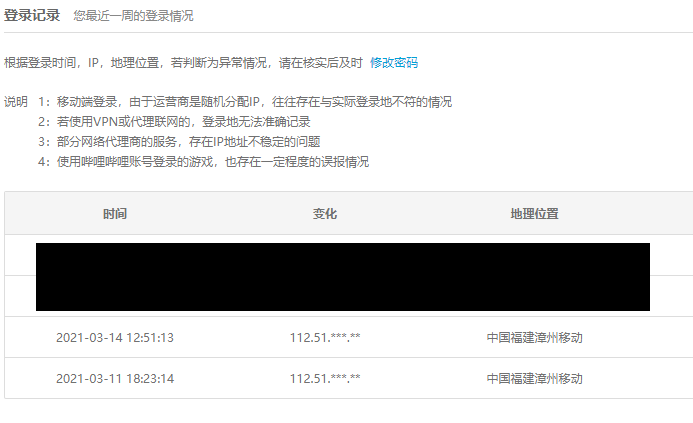 登录记录 您最近一周的登录情况
根据登录时间，IP，地理位置，若判断为异常情况，请在核实后及时 修改密码
说明 1：移动端登录，由于运营商是随机分配IP，往往存在与实际登录地不符的情况
2：若使用VPN或代理联网的，登录地无法准确记录
3：部分网络代理商的服务，存在IP地址不稳定的问题
4：使用哔哩哔哩账号登录的游戏，也存在一定程度的误报情况
时间 变化 地理位置
2021-03-14 12:51:13 112.51.***.** 中国福建漳州移动
2021-03-11 18:23:14 112.51.***.** 中国福建漳州移动